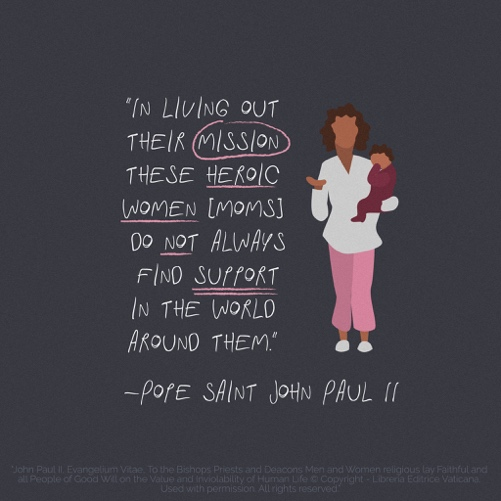 "IN LIVING OUT
THEIR MISSION
THESE HEROIC
WOMEN [MOMS]
DO NOT ALWAYS
FIND SUPPORT
IN THE WORLD
AROUND THEM."
–POPE SAINT JOHN PAUL II
"John Paul II, Evangelium Vitae, To the Bishops Priests and Deacons Men and Women religious lay Faithful and
all People of Good Will on the Value and Inviolability of Human Life © Copyright - Libreria Editrice Vaticana.
Used with permission. All rights reserved."